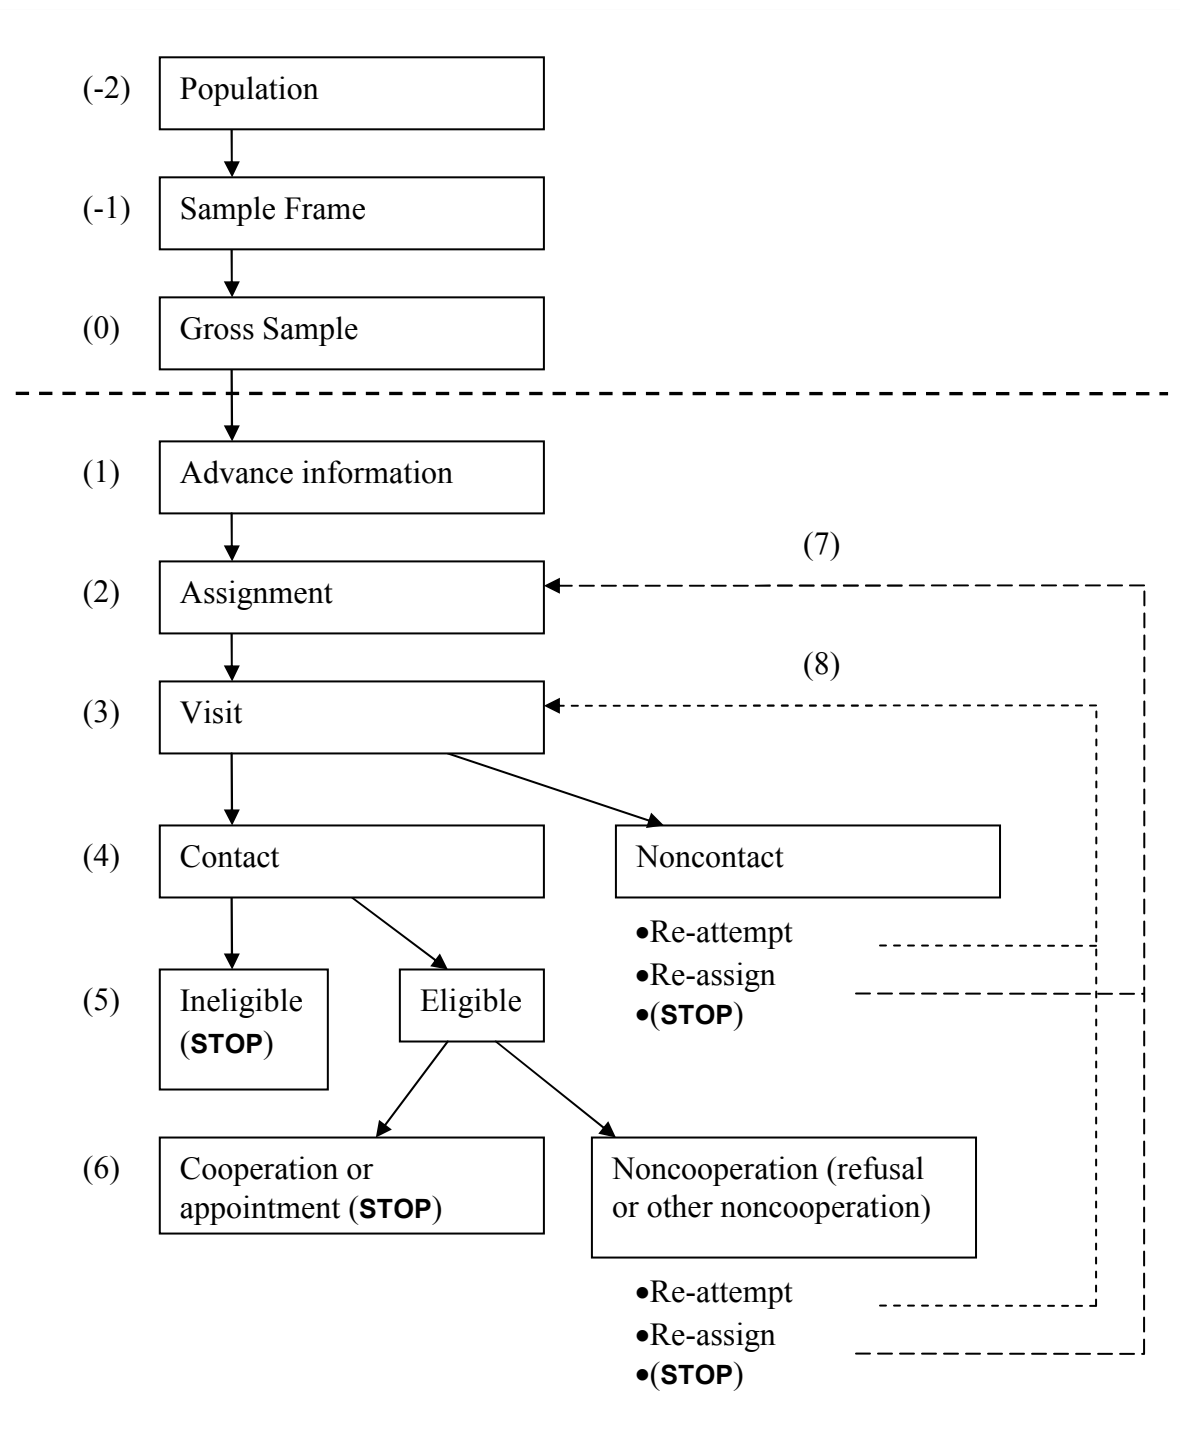 (-2) Population
(-1) Sample Frame
(0) Gross Sample
(1) Advance information
(7)
(2) Assignment
(8)
(3) Visit
(4) Contact Noncontact
•Re-attempt
•Re-assign
•(STOP)
(5) Ineligible Eligible
(STOP)
(6) Cooperation or
appointment (STOP)
Noncooperation (refusal
or other noncooperation)
•Re-attempt
•Re-assign
•(STOP)